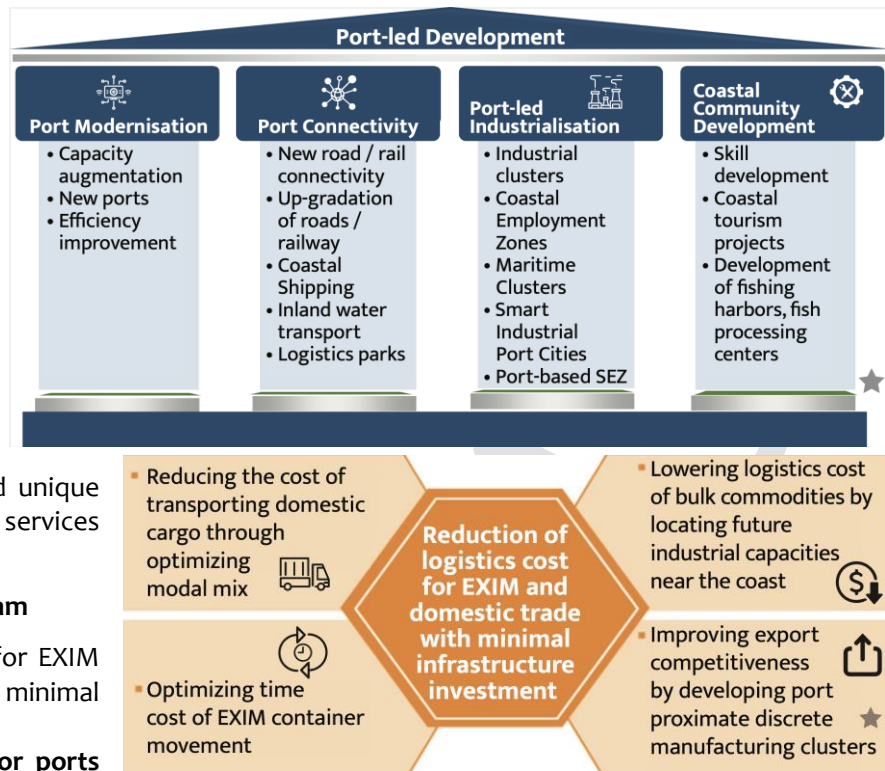 Port-led Development
Port Modernisation
• Capacity
augmentation
• New ports
• Efficiency
improvement
Port Connectivity
• New road / rail
connectivity
• Up-gradation
of roads /
railway
• Coastal
Shipping
• Inland water
transport
• Logistics parks
Port-led
Industrialisation
• Industrial
clusters
• Coastal
Employment
Zones
• Maritime
Clusters
• Smart
Industrial
Port Cities
• Port-based SEZ
Coastal
Community
Development
• Skill
development
• Coastal
tourism
projects
• Development
of fishing
harbors, fish
processing
centers
unique
services
for EXIM
minimal
or ports
▪ Reducing the cost of
transporting domestic
cargo through
optimizing
modal mix
▪ Optimizing time
cost of EXIM container
movement
Reduction of
logistics cost
for EXIM and
domestic trade
with minimal
infrastructure
investment
▪ Lowering logistics cost
of bulk commodities by
locating future
industrial capacities
near the coast
$
▪ Improving export
competitiveness
by developing port
proximate discrete
manufacturing clusters